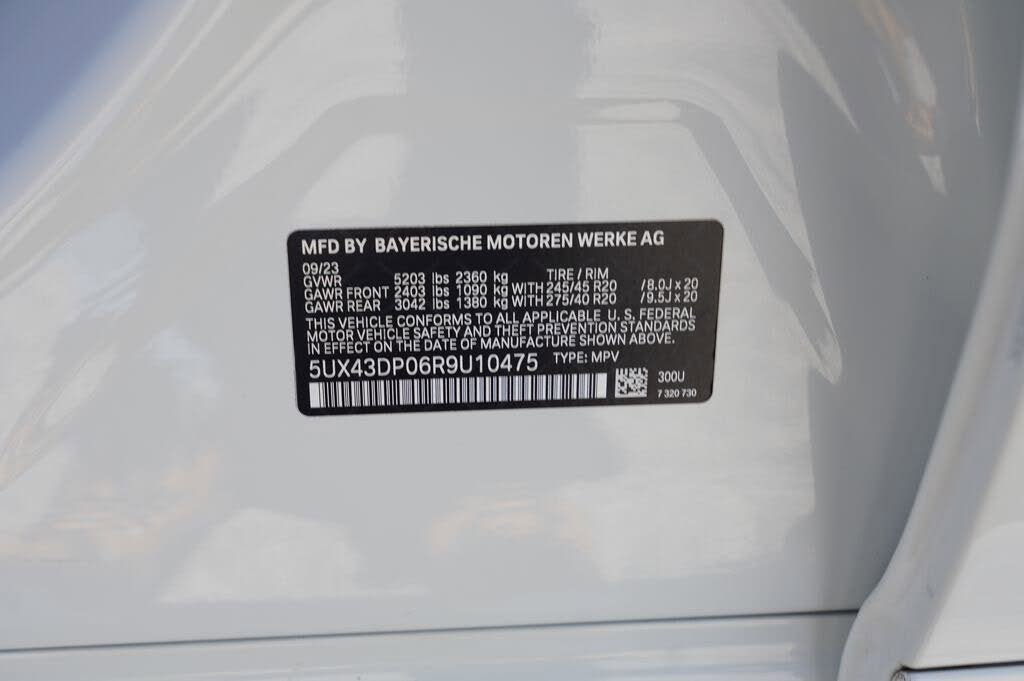 MFD BY BAYERISCHE MOTOREN WERKE AG
09/23
GVWR 5203 lbs 2360 kg TIRE / RIM
GAWR FRONT 2403 lbs 1090 kg WITH 245/45 R20 /8.0J x 20
GAWR REAR 3042 lbs 1380 kg WITH 275/40 R20 /9.5J x 20
THIS VEHICLE CONFORMS TO ALL APPLICABLE U. S. FEDERAL
MOTOR VEHICLE SAFETY AND THEFT PREVENTION STANDARDS
IN EFFECT ON THE DATE OF MANUFACTURE SHOWN ABOVE.
5UX43DP06R9U10475 TYPE: MPV
300U
7 320 730